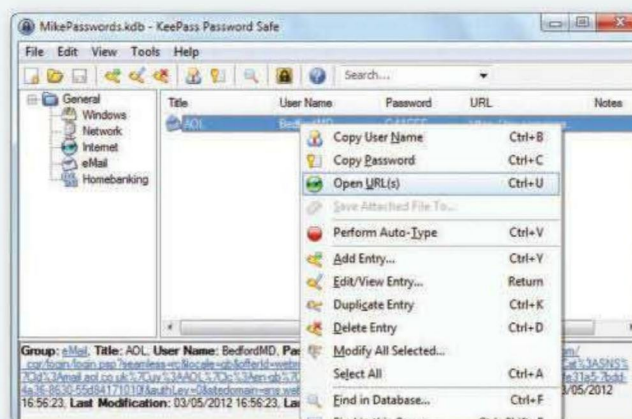 MikePasswords.kdb - KeePass Password Safe
File Edit View Tools Help
Search...
General
Windows
Network
Internet
eMail
Homebanking
Title User Name Password URL Notes
AOL BedfordMD
Copy User Name Ctrl+B
Copy Password Ctrl+C
Open URL(s) Ctrl+U
Save Attached File To...
Perform Auto-Type Ctrl+V
Add Entry... Ctrl+Y
Edit/View Entry... Return
Duplicate Entry Ctrl+K
Delete Entry Ctrl+D
Modify All Selected...
Select All Ctrl+A
Find in Database... Ctrl+F
Group: eMail, Title: AOL, User Name: BedfordMD, Pas
16:56:23, Last Modification: 03/05/2012 16:56:23, Las
3/05/2012